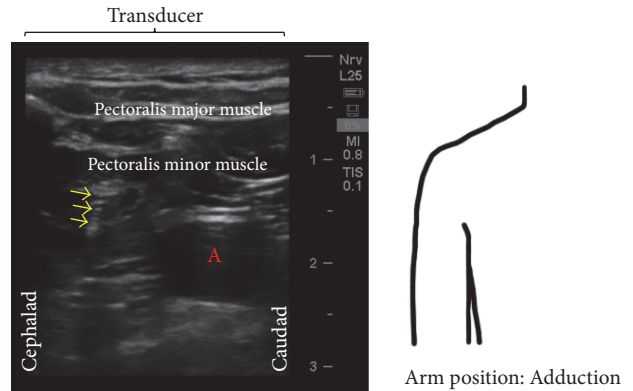 Transducer
Nrv
L25
Pectoralis major muscle
6%
MI
0.8
TIS
0.1
Pectoralis minor muscle
1
A
2
3
Cephalad
Caudad
Arm position: Adduction